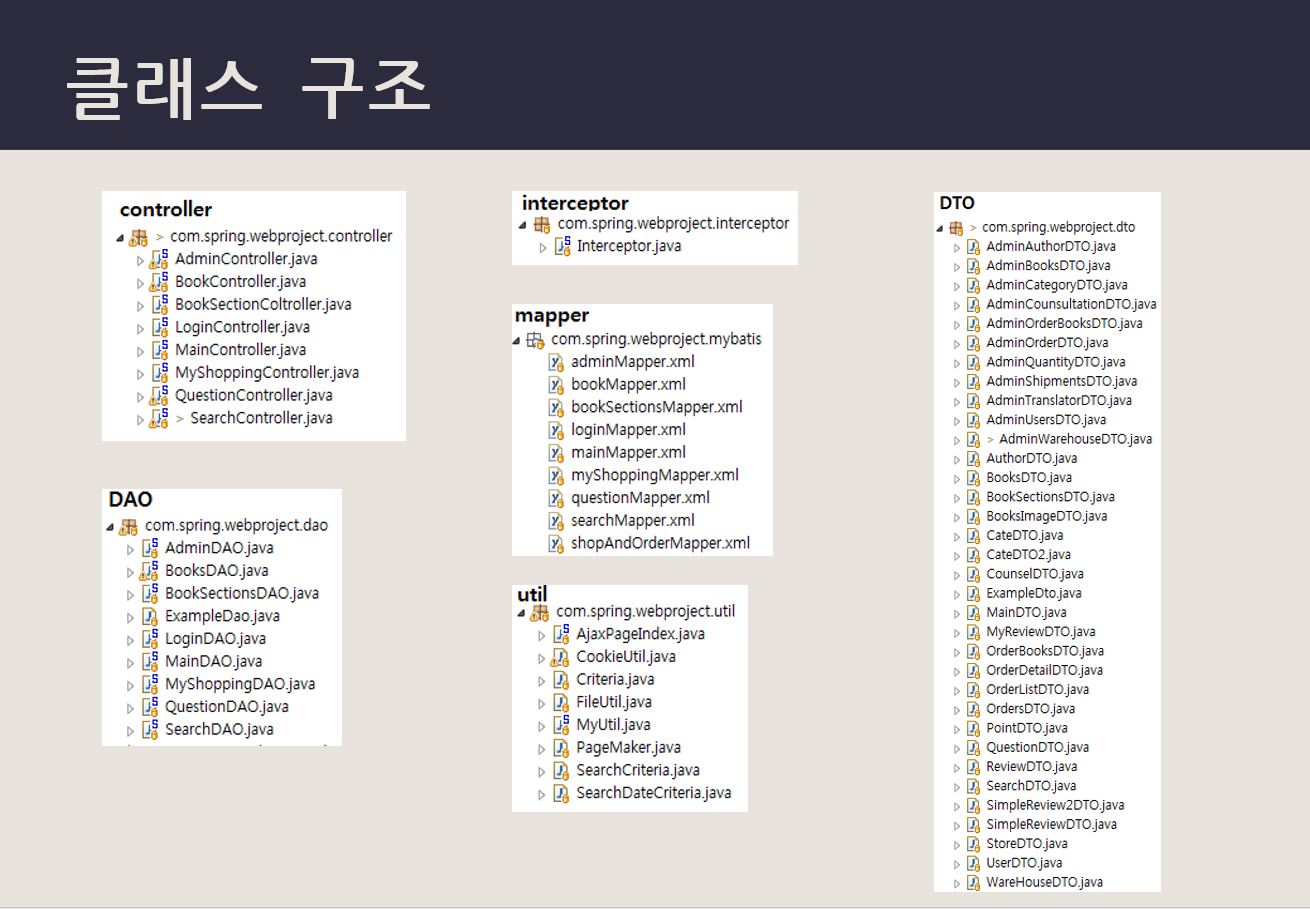 클래스 구조
controller
> com.spring.webproject.controller
AdminController.java
BookController.java
BookSectionColtroller.java
LoginController.java
MainController.java
MyShoppingController.java
QuestionController.java
> SearchController.java
DAO
com.spring.webproject.dao
AdminDAO.java
BooksDAO.java
BookSectionsDAO.java
ExampleDao.java
LoginDAO.java
MainDAO.java
MyShoppingDAO.java
QuestionDAO.java
SearchDAO.java
interceptor
com.spring.webproject.interceptor
Interceptor.java
mapper
com.spring.webproject.mybatis
adminMapper.xml
bookMapper.xml
bookSectionsMapper.xml
loginMapper.xml
mainMapper.xml
myShoppingMapper.xml
questionMapper.xml
searchMapper.xml
shopAndOrderMapper.xml
util
com.spring.webproject.util
AjaxPageIndex.java
CookieUtil.java
Criteria.java
FileUtil.java
MyUtil.java
PageMaker.java
SearchCriteria.java
SearchDateCriteria.java
DTO
> com.spring.webproject.dto
AdminAuthorDTO.java
AdminBooksDTO.java
AdminCategoryDTO.java
AdminCounsultationDTO.java
AdminOrderBooksDTO.java
AdminOrderDTO.java
AdminQuantityDTO.java
AdminShipmentsDTO.java
AdminTranslatorDTO.java
AdminUsersDTO.java
> AdminWarehouseDTO.java
AuthorDTO.java
BooksDTO.java
BookSectionsDTO.java
BooksImageDTO.java
CateDTO.java
CateDTO2.java
CounselDTO.java
ExampleDto.java
MainDTO.java
MyReviewDTO.java
OrderBooksDTO.java
OrderDetailDTO.java
OrderListDTO.java
OrdersDTO.java
PointDTO.java
QuestionDTO.java
ReviewDTO.java
SearchDTO.java
SimpleReview2DTO.java
SimpleReviewDTO.java
StoreDTO.java
UserDTO.java
WareHouseDTO.java